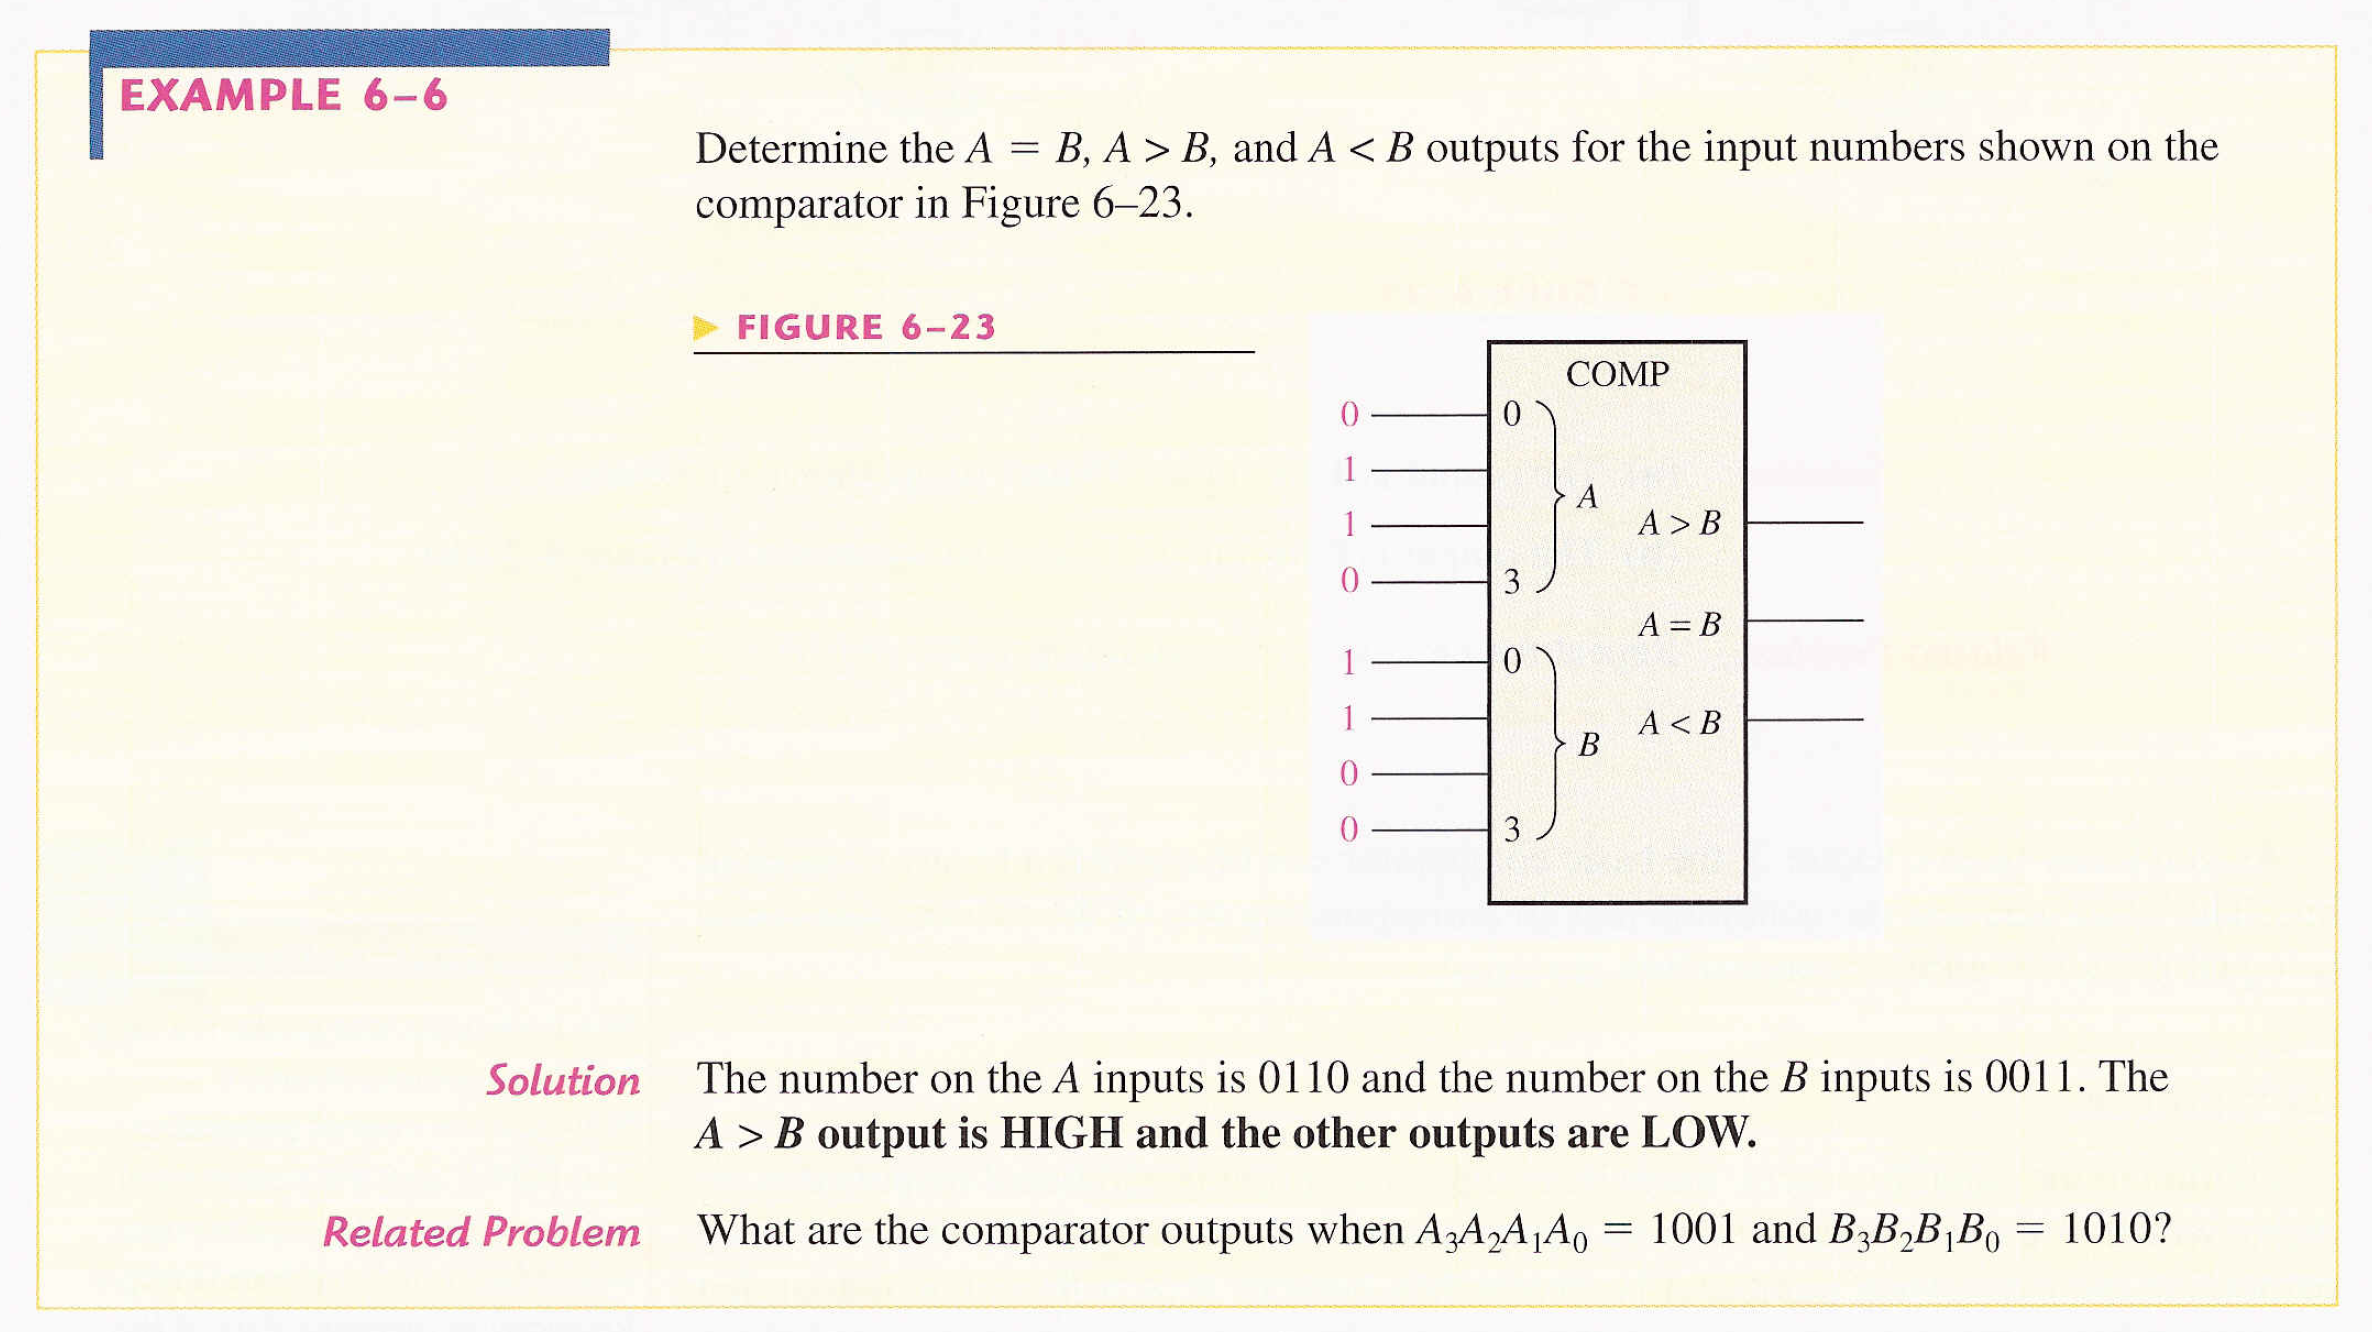 EXAMPLE 6–6
Determine the A = B, A > B, and A < B outputs for the input numbers shown on the
comparator in Figure 6–23.
FIGURE 6–23
COMP
0 0
1
1
0 3
A
A > B
A = B
1 0
1
0
0 3
B
A < B
Solution The number on the A inputs is 0110 and the number on the B inputs is 0011. The
A > B output is HIGH and the other outputs are LOW.
Related Problem What are the comparator outputs when A₃A₂A₁A₀ = 1001 and B₃B₂B₁B₀ = 1010?